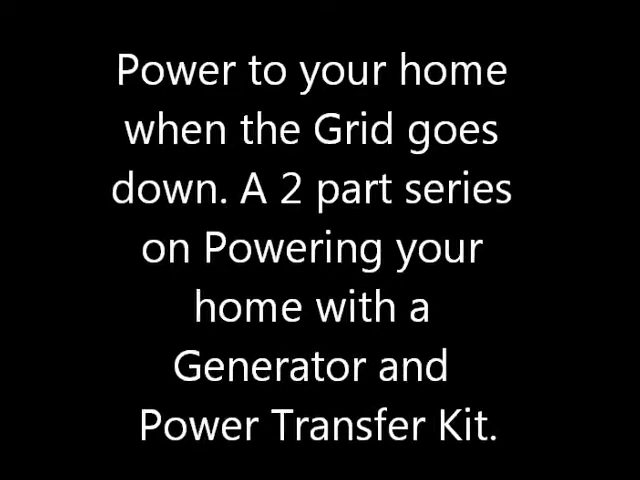 Power to your home
when the Grid goes
down. A 2 part series
on Powering your
home with a
Generator and
Power Transfer Kit.